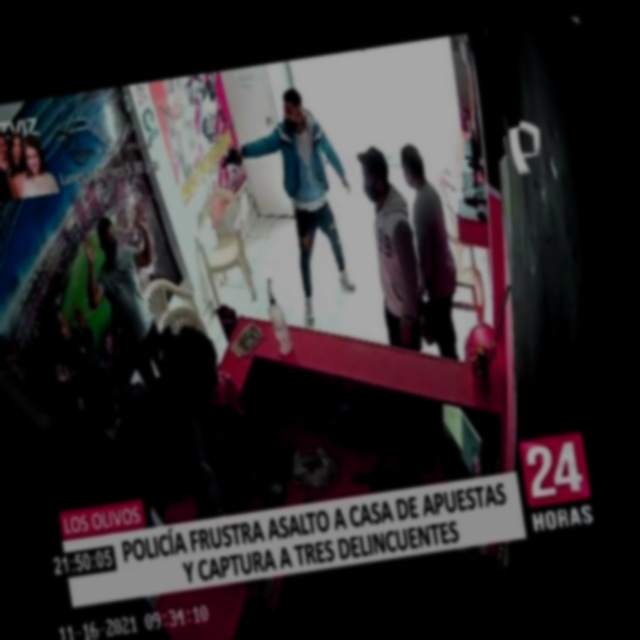 P
LOS OLIVOS
24
HORAS
21:50:05
POLICÍA FRUSTRA ASALTO A CASA DE APUESTAS
Y CAPTURA A TRES DELINCUENTES
11-16-2021 09:34:10